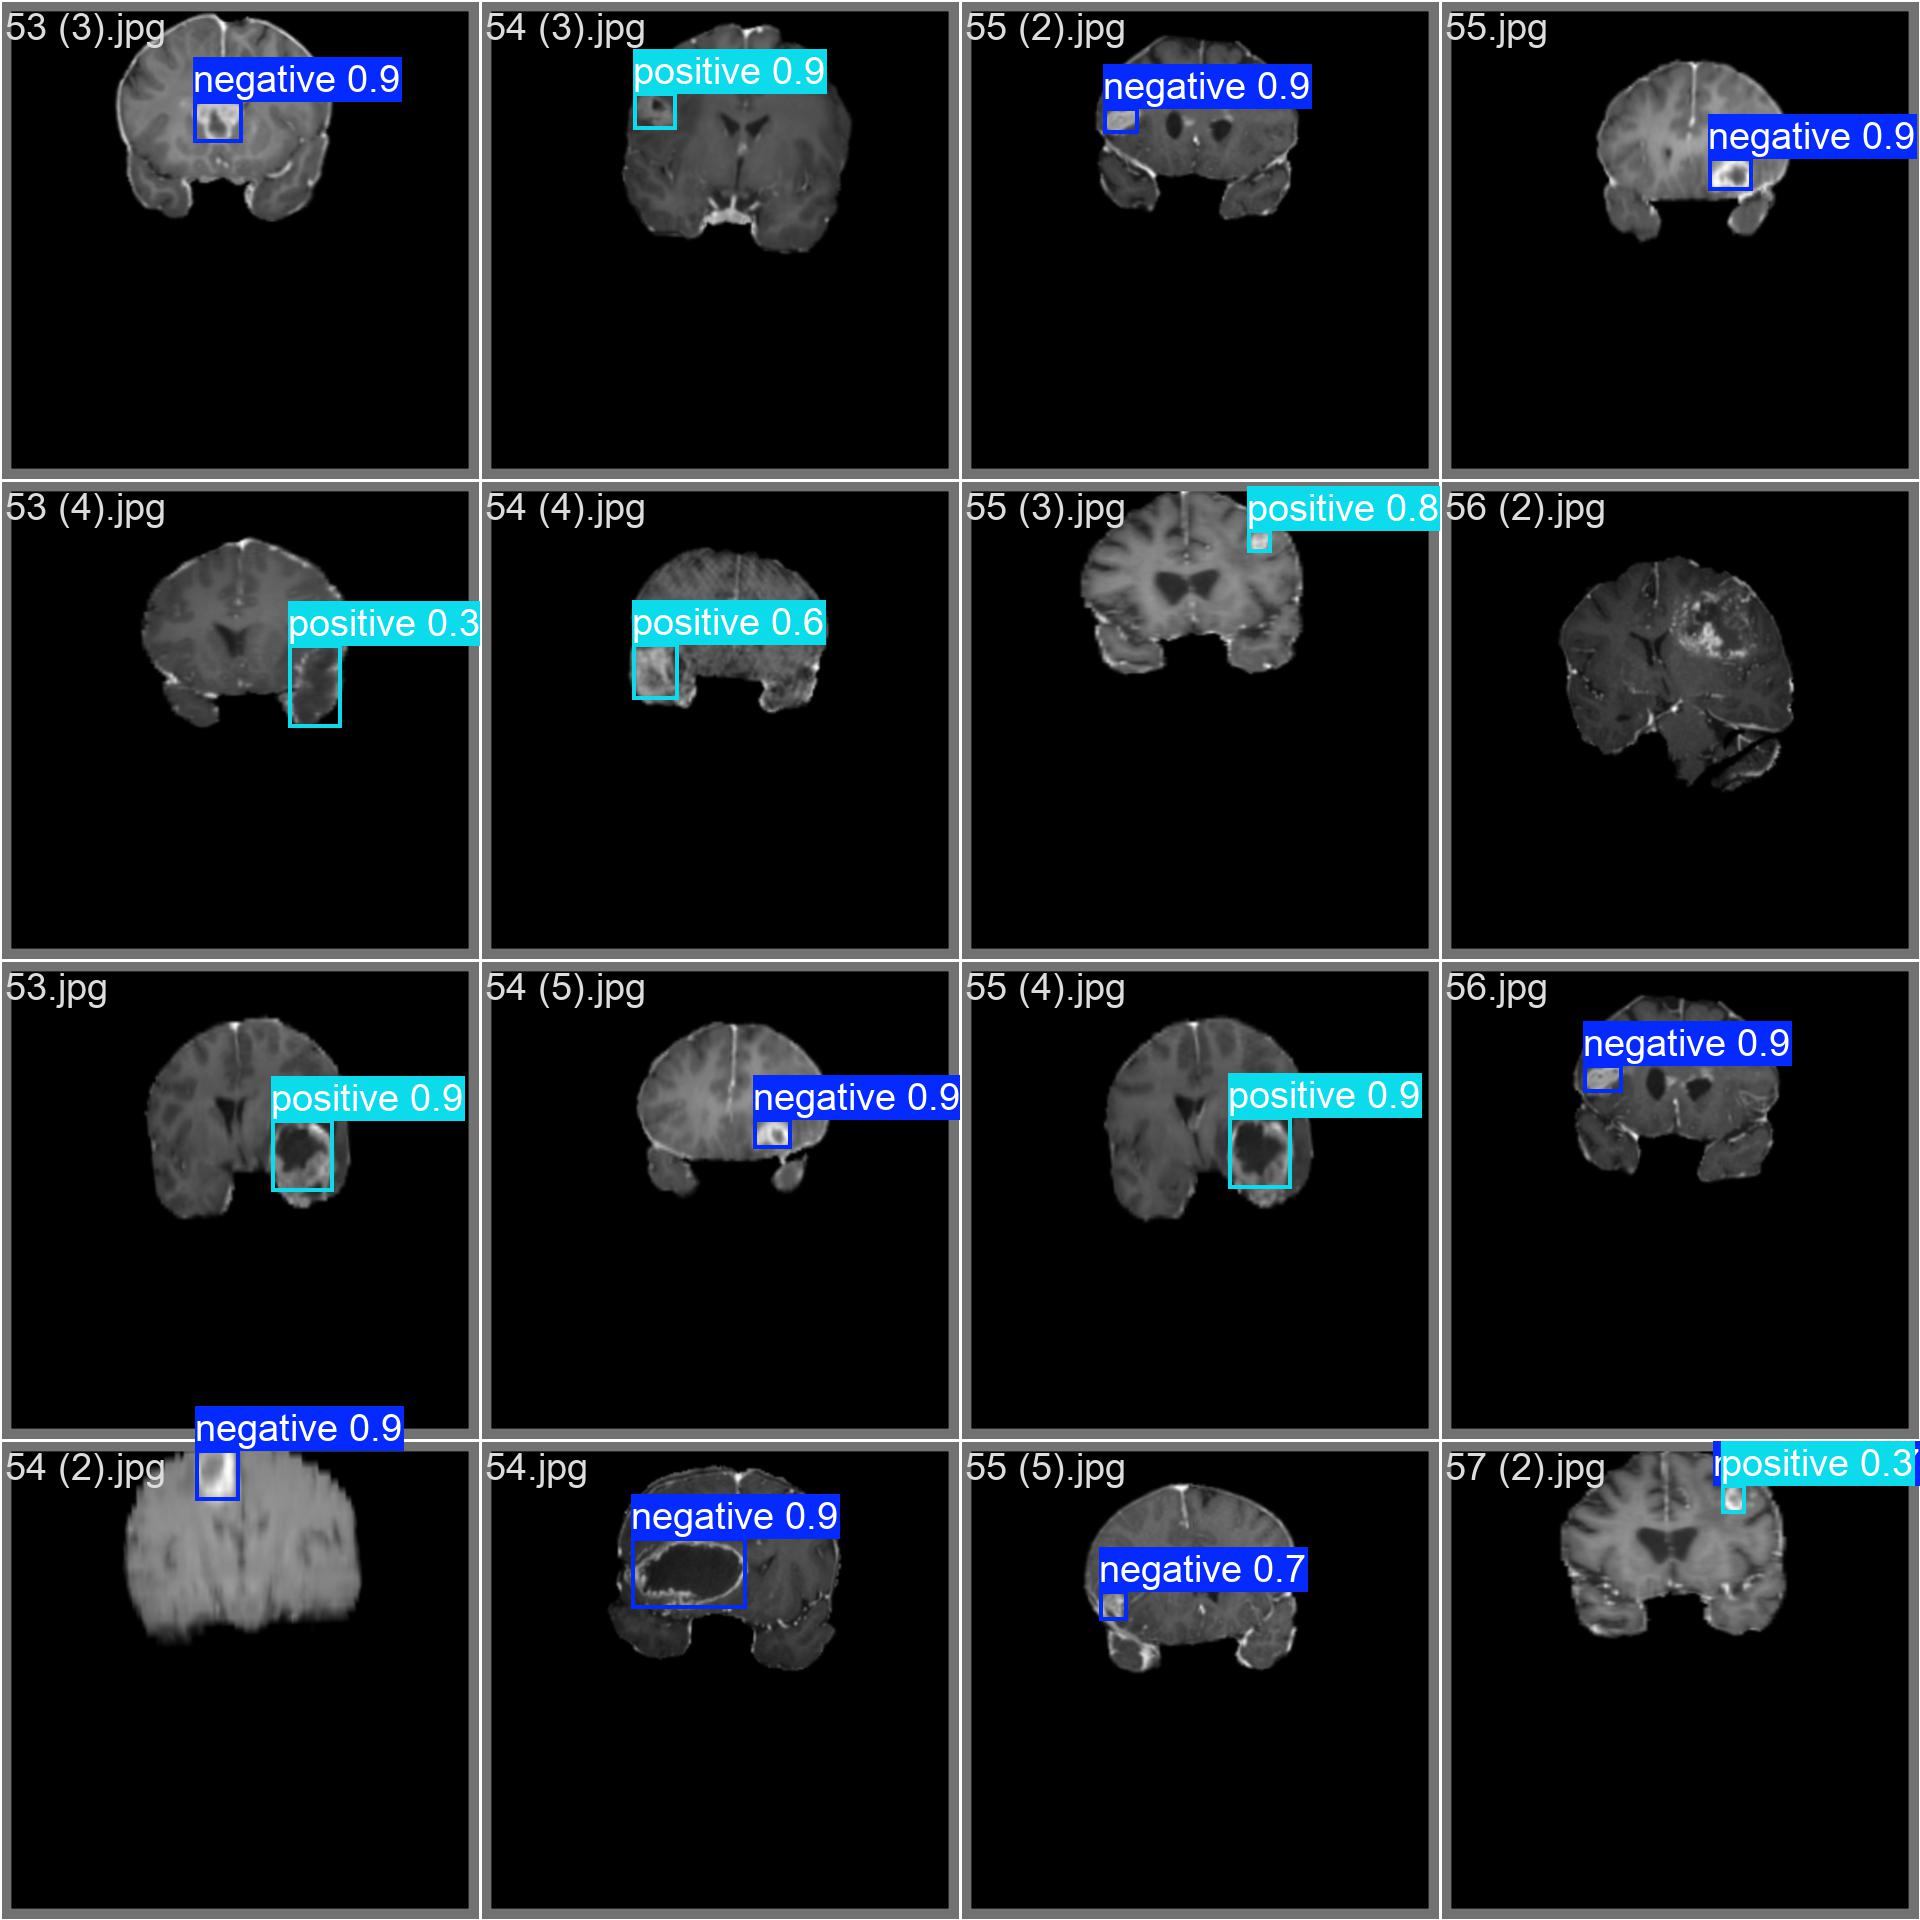 53 (3).jpg
negative 0.9
54 (3).jpg
positive 0.9
55 (2).jpg
negative 0.9
55.jpg
negative 0.9
53 (4).jpg
positive 0.3
54 (4).jpg
positive 0.6
55 (3).jpg
positive 0.8
56 (2).jpg
53.jpg
positive 0.9
54 (5).jpg
negative 0.9
55 (4).jpg
positive 0.9
56.jpg
negative 0.9
54 (2).jpg
negative 0.9
54.jpg
negative 0.9
55 (5).jpg
negative 0.7
57 (2).jpg
positive 0.3